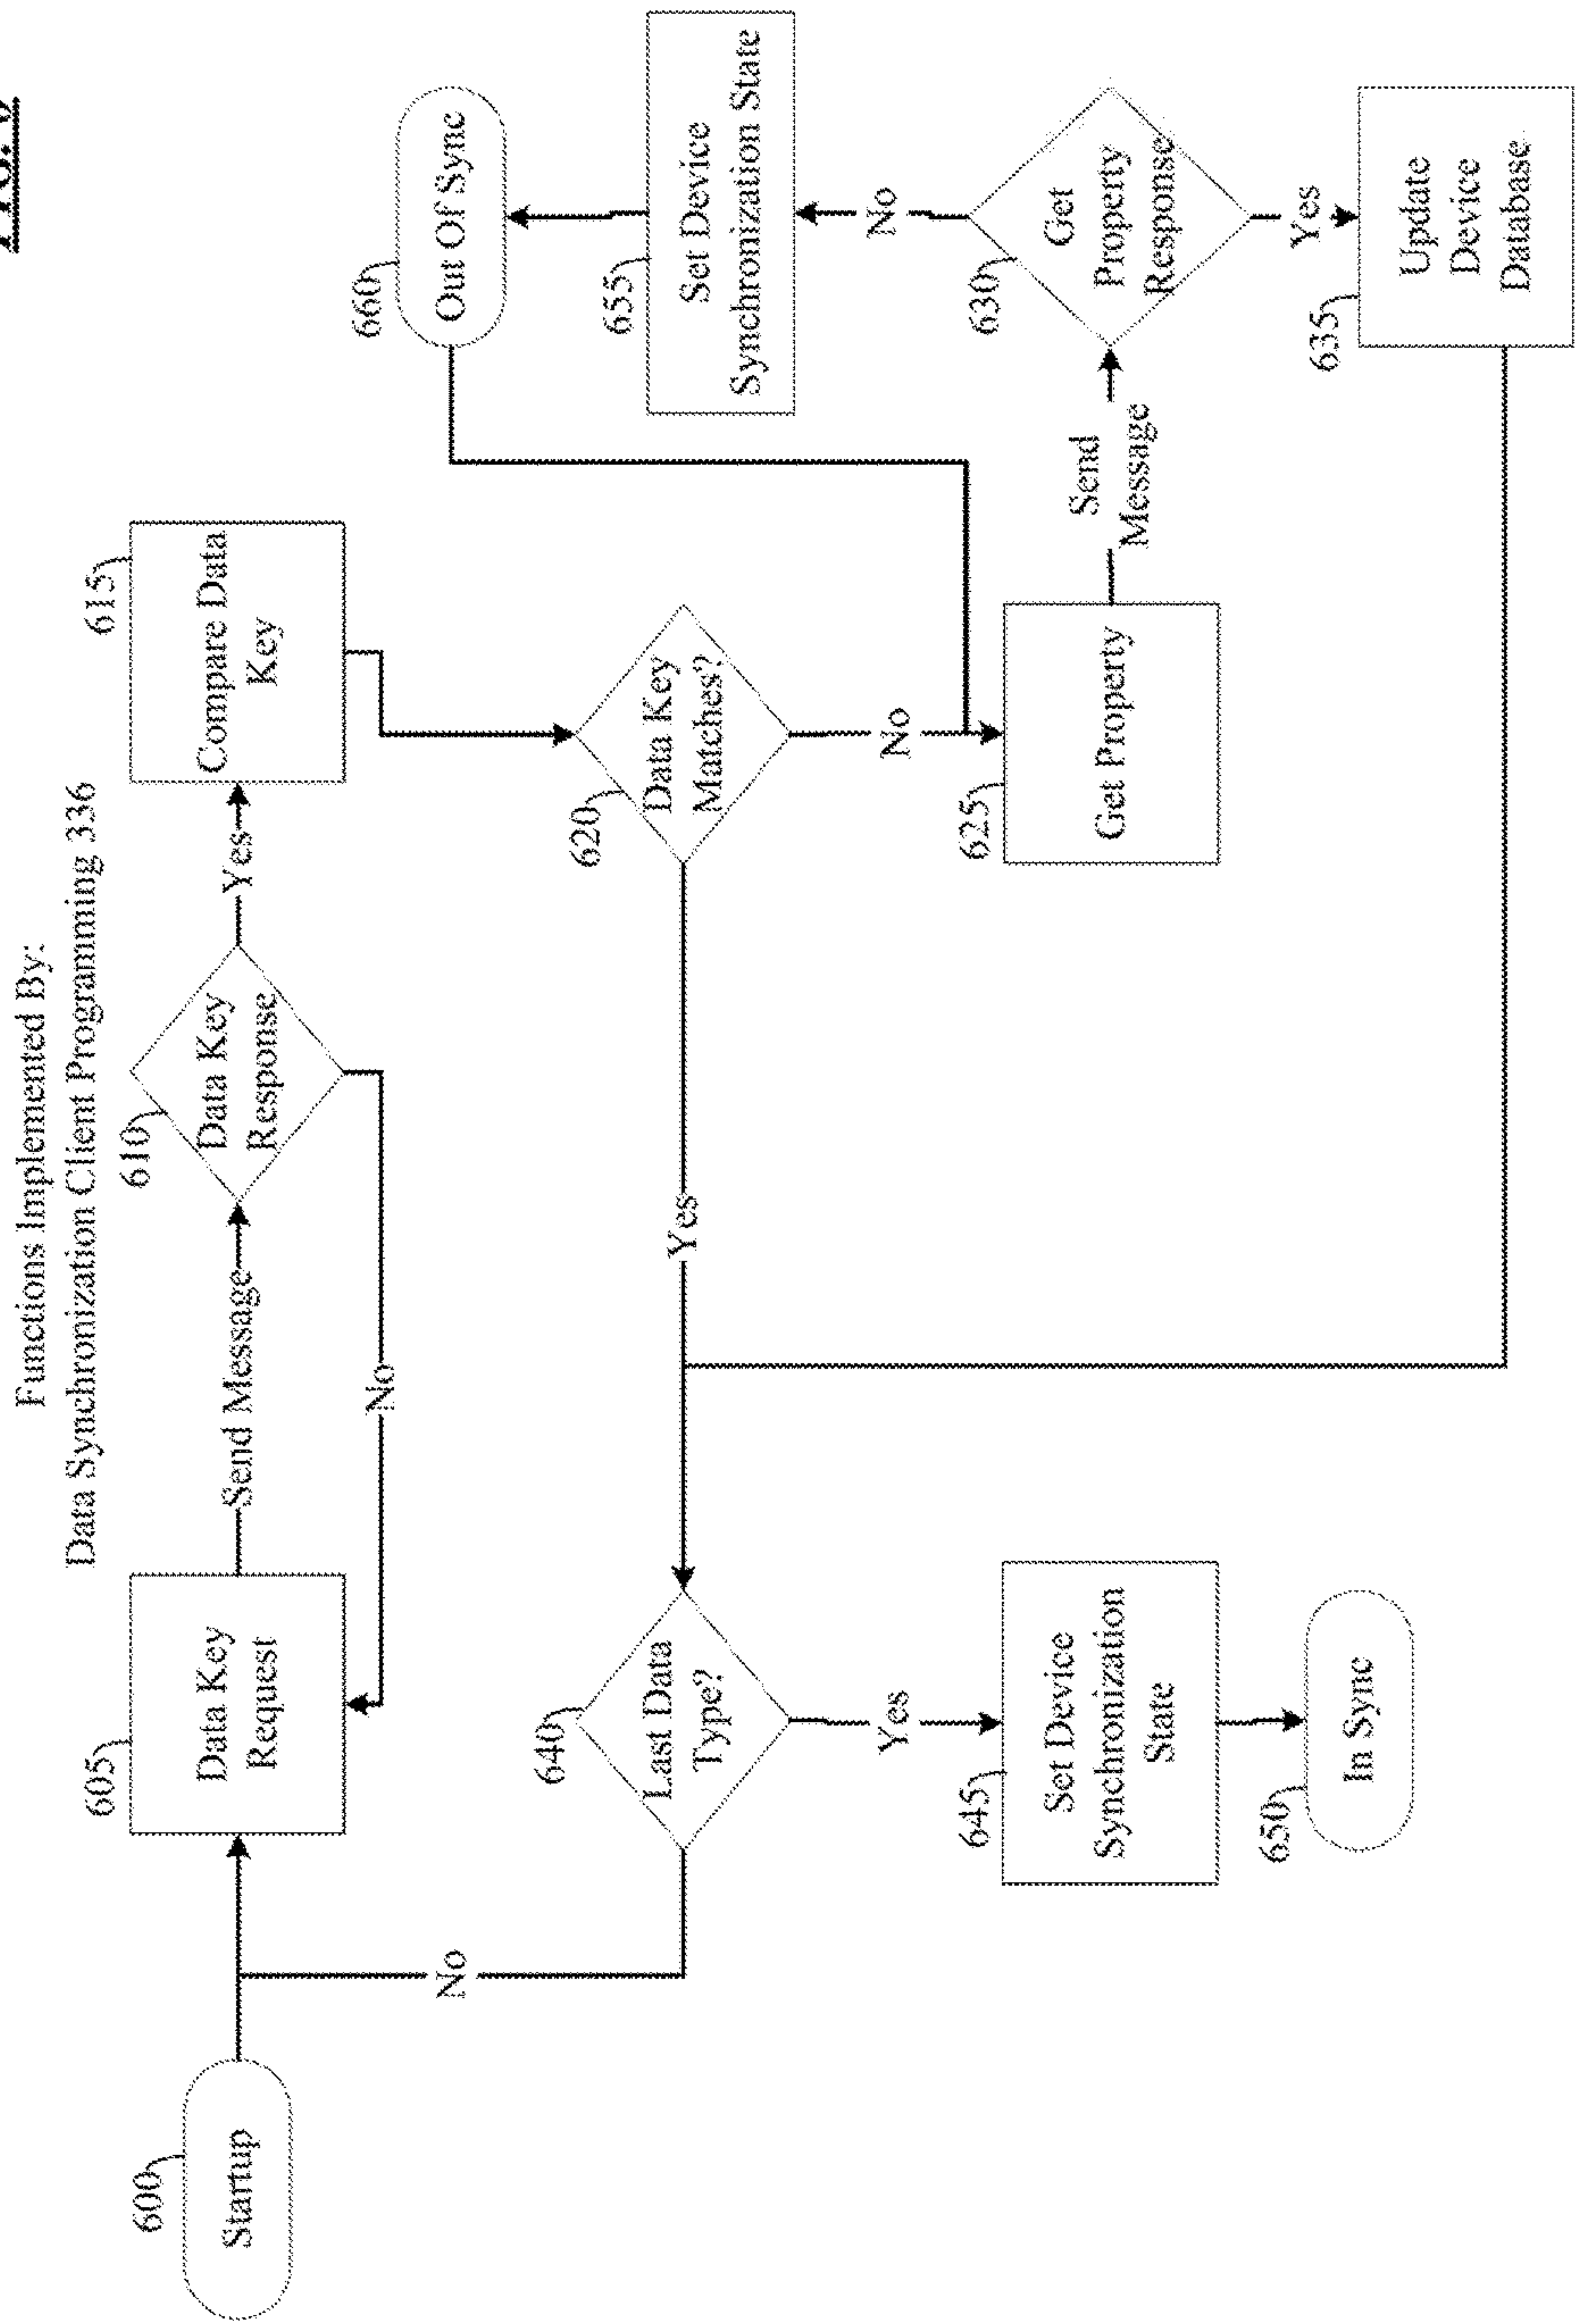 Functions Implemented By:
Data Synchronization Client Programming 336
600
Startup
605
Data Key
Request
Send Message
610
Data Key
Response
Yes
615
Compare Data
Key
No
No
640
Last Data
Type?
Yes
620
Data Key
Matches?
660
Out Of Sync
Yes
No
655
Set Device
Synchronization State
645
Set Device
Synchronization
State
625
Get Property
Send
Message
No
630
Get
Property
Response
650
In Sync
Yes
635
Update
Device
Database